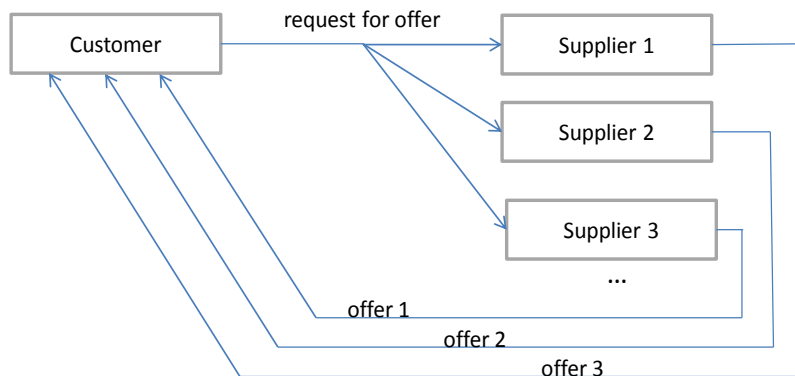 request for offer
Customer
Supplier 1
Supplier 2
Supplier 3
...
offer 1
offer 2
offer 3